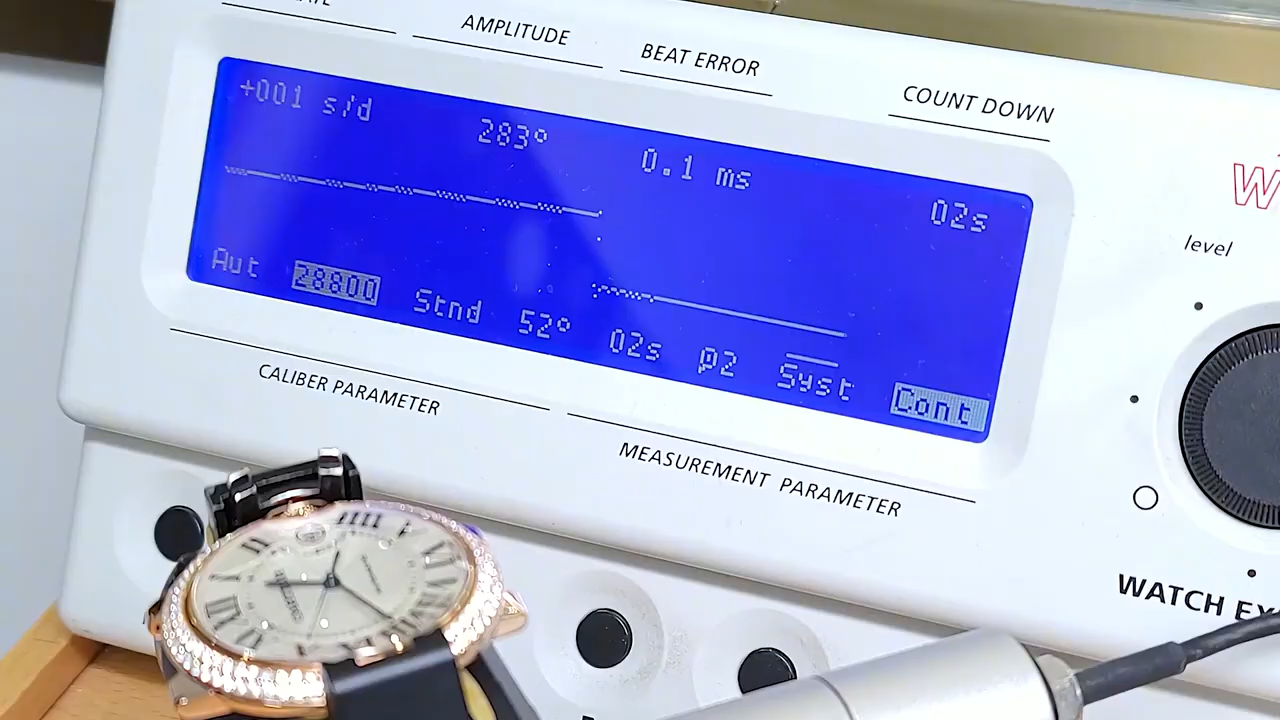 AMPLITUDE
BEAT ERROR
COUNT DOWN
+001 s/d 283° 0.1 ms 02s
Aut 28800 Stnd 52° 02s p2 Syst Cont
CALIBER PARAMETER
MEASUREMENT PARAMETER
level
WATCH